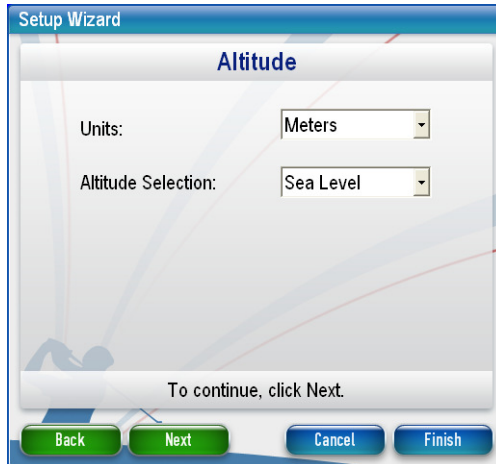 Setup Wizard
Altitude
Units: Meters
Altitude Selection: Sea Level
To continue, click Next.
Back Next Cancel Finish